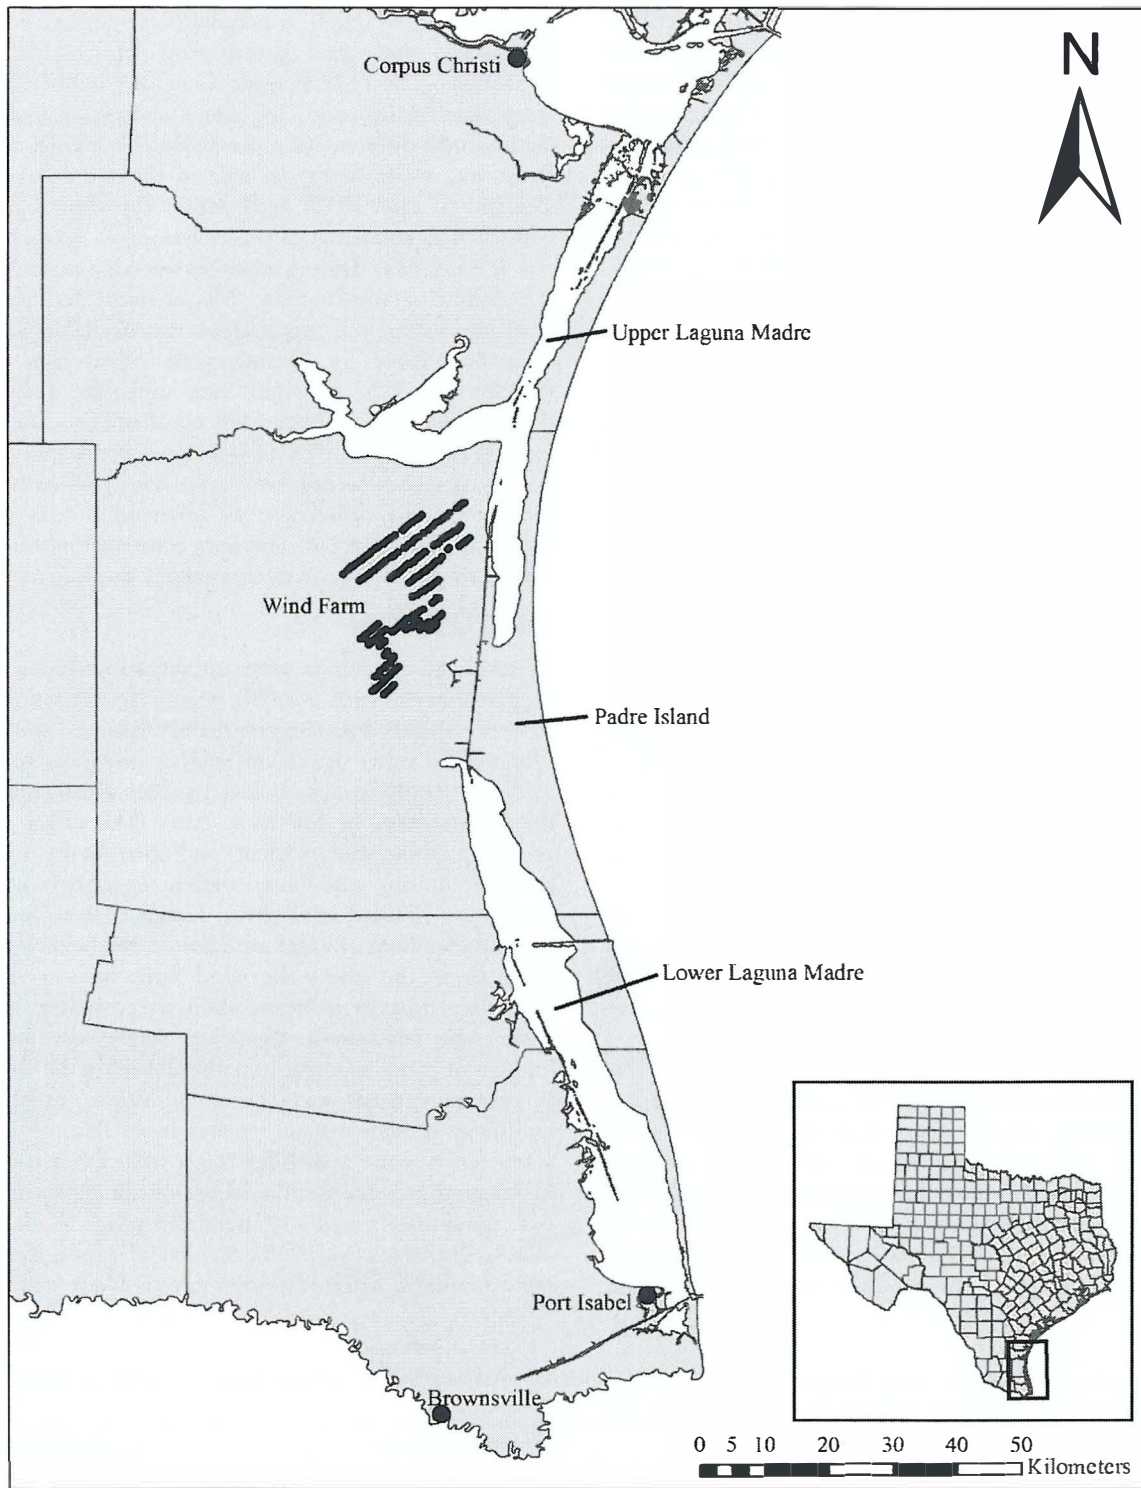 N
Corpus Christi
Upper Laguna Madre
Wind Farm
Padre Island
Lower Laguna Madre
Port Isabel
Brownsville
0 5 10 20 30 40 50
Kilometers